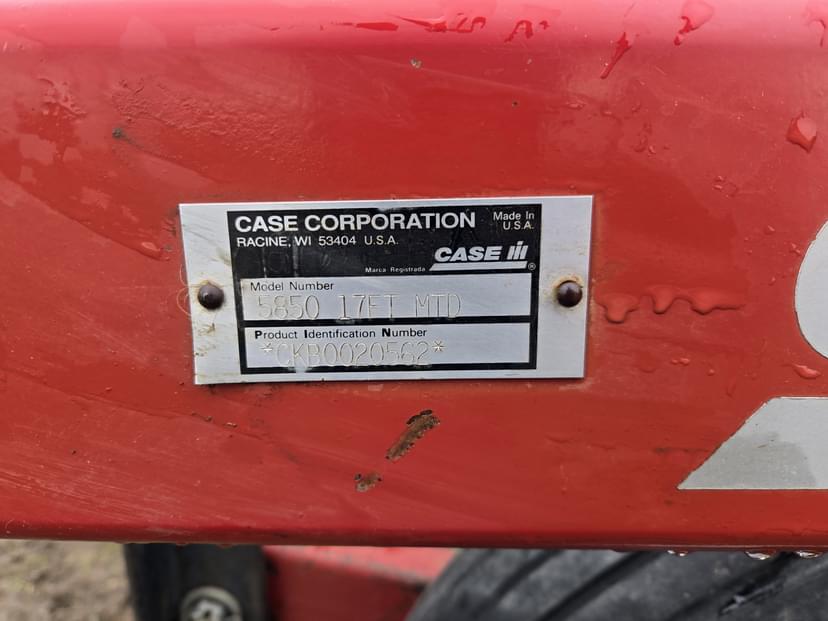 CASE CORPORATION
Made in U.S.A.
RACINE, WI 53404 U.S.A.
CASE III
Marca Registrada ®
Model Number
5850 17FT MTD
Product Identification Number
*CKB0020562*